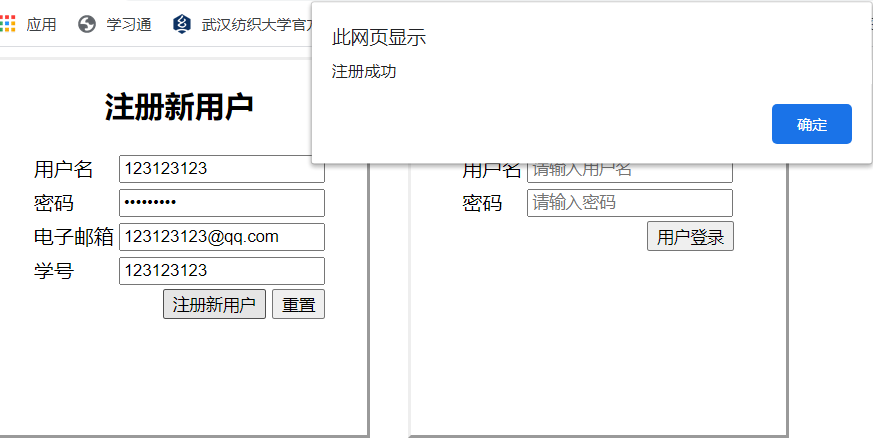 应用 学习通 武汉纺织大学官方
此网页显示
注册成功
确定
注册新用户
用户名 123123123
密码 •••••••••
电子邮箱 123123123@qq.com
学号 123123123
注册新用户 重置
用户名 请输入用户名
密码 请输入密码
用户登录